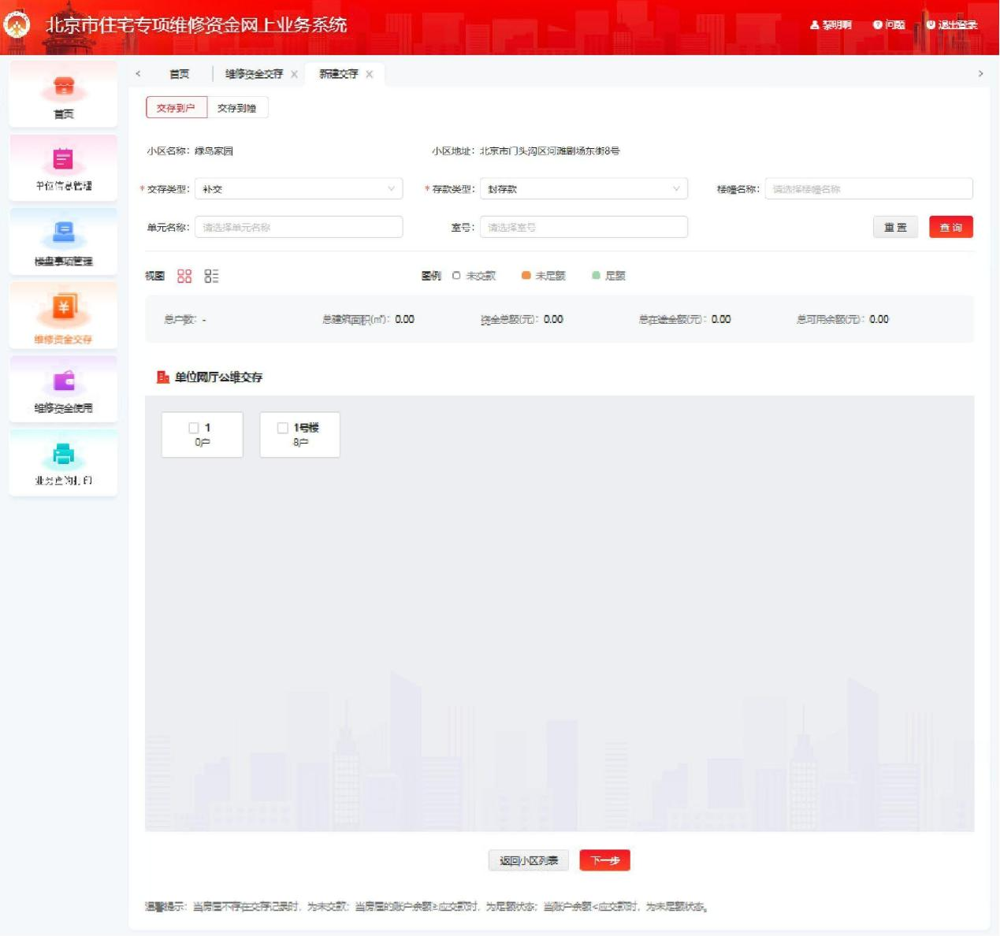 北京市住宅专项维修资金网上业务系统
黎明啊 问题 退出登录
首页 维修资金交存 新建交存
首页
单位信息管理
楼盘事项管理
维修资金交存
维修资金使用
业务查询打印
交存到户 交存到幢
小区名称: 绿岛家园 小区地址: 北京市门头沟区河滩剧场东街8号
* 交存类型: 补交 * 存款类型: 封存款 楼幢名称: 请选择楼幢名称
单元名称: 请选择单元名称 室号: 请选择室号 重置 查询
视图 图例 未交款 未足额 足额
总户数: - 总建筑面积(㎡): 0.00 资金总额(元): 0.00 总在途金额(元): 0.00 总可用余额(元): 0.00
单位网厅公维交存
1 1号楼
0户 8户
返回小区列表 下一步
温馨提示: 当房屋不存在交存记录时, 为未交款; 当房屋的账户余额≥应交款时, 为足额状态; 当账户余额<应交款时, 为未足额状态。